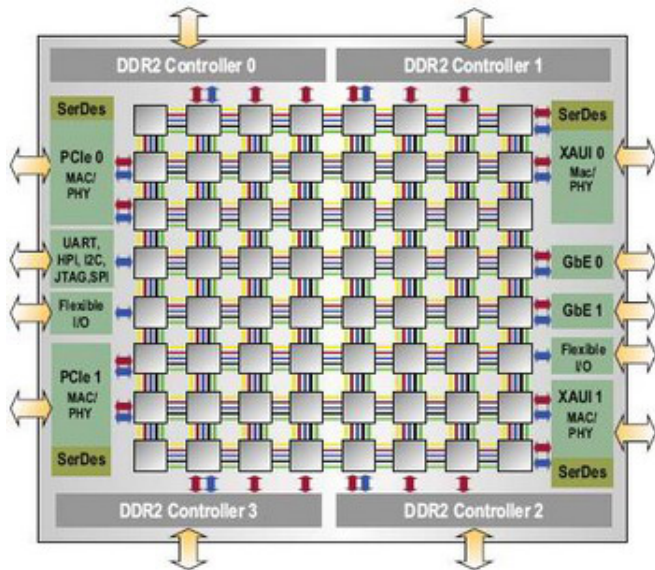 DDR2 Controller 0
DDR2 Controller 1
SerDes
PCIe 0
MAC/
PHY
UART,
HPI, I2C,
JTAG,SPI
Flexible
I/O
PCIe 1
MAC/
PHY
SerDes
SerDes
XAUI 0
Mac/
PHY
GbE 0
GbE 1
Flexible
I/O
XAUI 1
MAC/
PHY
SerDes
DDR2 Controller 3
DDR2 Controller 2